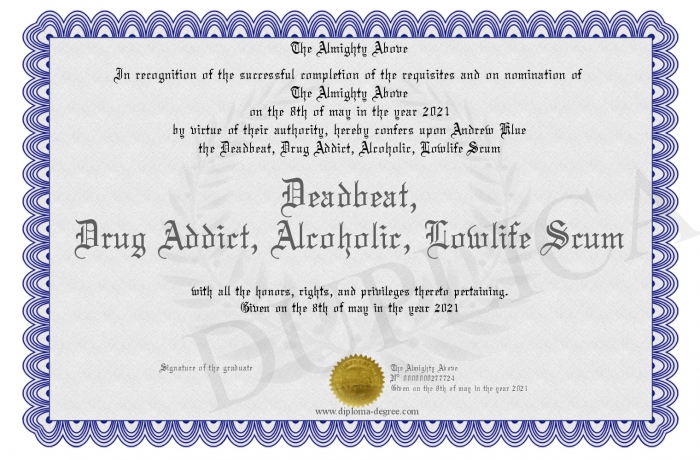 The Almighty Above
In recognition of the successful completion of the requisites and on nomination of
The Almighty Above
on the 8th of may in the year 2021
by virtue of their authority, hereby confers upon Andrew Klue
the Deadbeat, Drug Addict, Alcoholic, Lowlife Scum
Deadbeat,
Drug Addict, Alcoholic, Lowlife Scum
DUPLICA
with all the honors, rights, and privileges thereto pertaining.
Given on the 8th of may in the year 2021
Signature of the graduate
The Almighty Above
N° 0000000277724
Given on the 8th of may in the year 2021
www.diploma-degree.com